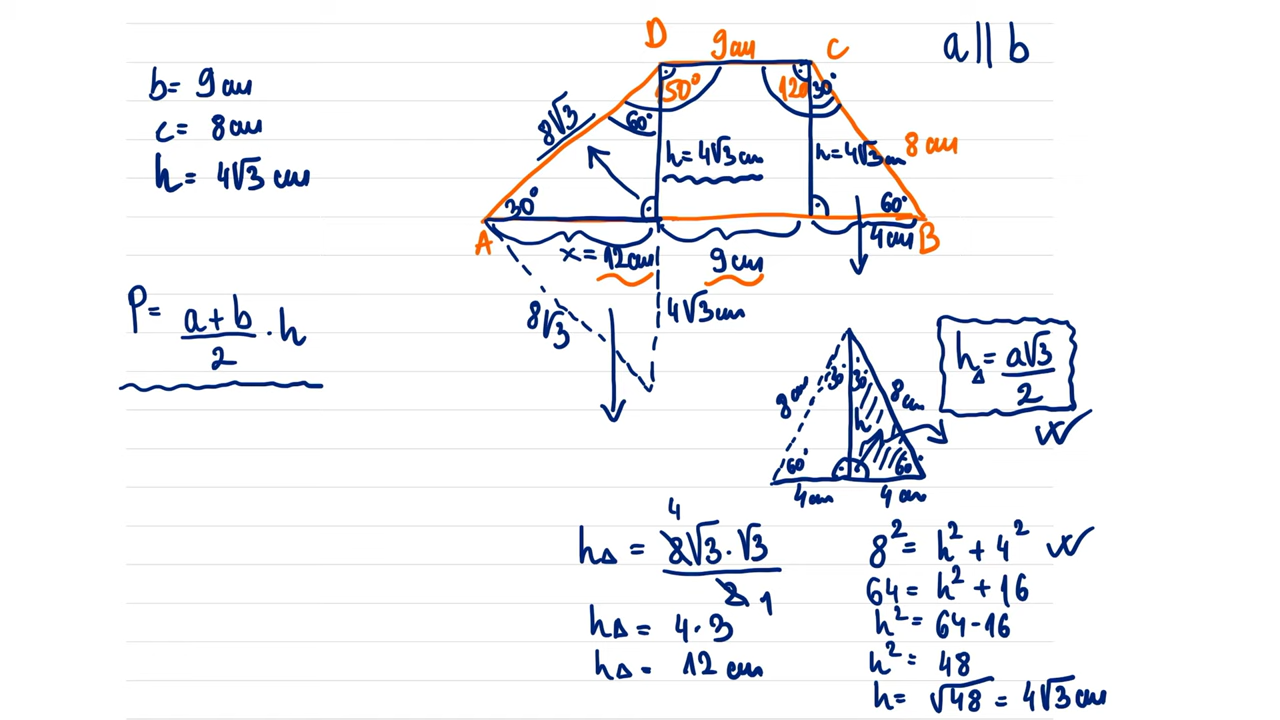 b = 9 cm
c = 8 cm
h = 4√3 cm
P = (a + b)/2 · h
a || b
D
9 cm
C
150°
120°
30°
60°
8√3
h = 4√3 cm
h = 4√3 cm
8 cm
30°
60°
A
B
x = 12 cm
9 cm
4 cm
8√3
4√3 cm
30°
30°
8 cm
8 cm
h
60°
60°
4 cm
4 cm
h△ = a√3/2
h△ = 8√3 · √3 / 2
4
1
h△ = 4 · 3
h△ = 12 cm
8² = h² + 4²
64 = h² + 16
h² = 64 - 16
h² = 48
h = √48 = 4√3 cm